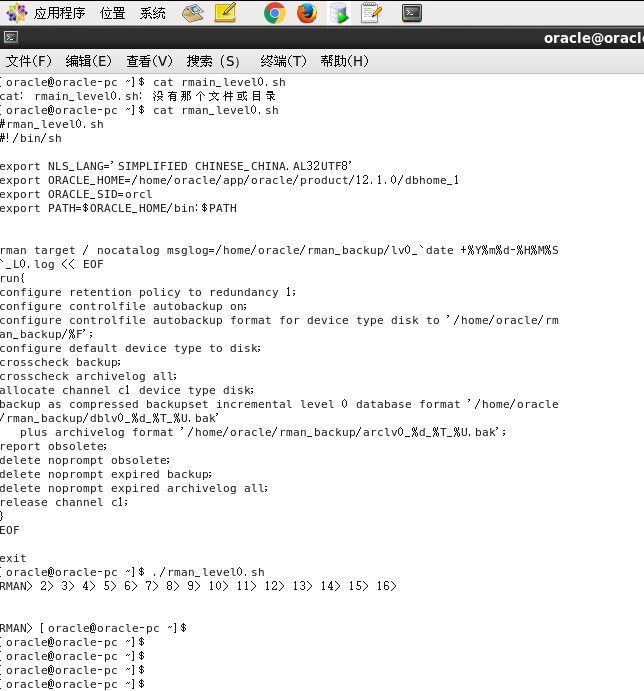 应用程序 位置 系统
oracle@oracl
文件(F) 编辑(E) 查看(V) 搜索 (S) 终端(T) 帮助(H)
[oracle@oracle-pc ~]$ cat rmain_level0.sh
cat: rmain_level0.sh: 没有那个文件或目录
[oracle@oracle-pc ~]$ cat rman_level0.sh
#rman_level0.sh
#!/bin/sh
export NLS_LANG='SIMPLIFIED CHINESE_CHINA.AL32UTF8'
export ORACLE_HOME=/home/oracle/app/oracle/product/12.1.0/dbhome_1
export ORACLE_SID=orcl
export PATH=$ORACLE_HOME/bin:$PATH
rman target / nocatalog msglog=/home/oracle/rman_backup/lv0_`date +%Y%m%d-%H%M%S
`_L0.log << EOF
run{
configure retention policy to redundancy 1;
configure controlfile autobackup on;
configure controlfile autobackup format for device type disk to '/home/oracle/rm
an_backup/%F';
configure default device type to disk;
crosscheck backup;
crosscheck archivelog all;
allocate channel c1 device type disk;
backup as compressed backupset incremental level 0 database format '/home/oracle
/rman_backup/dblv0_%d_%T_%U.bak'
plus archivelog format '/home/oracle/rman_backup/arclv0_%d_%T_%U.bak';
report obsolete;
delete noprompt obsolete;
delete noprompt expired backup;
delete noprompt expired archivelog all;
release channel c1;
}
EOF
exit
[oracle@oracle-pc ~]$ ./rman_level0.sh
RMAN> 2> 3> 4> 5> 6> 7> 8> 9> 10> 11> 12> 13> 14> 15> 16>
RMAN> [oracle@oracle-pc ~]$
[oracle@oracle-pc ~]$
[oracle@oracle-pc ~]$
[oracle@oracle-pc ~]$
[oracle@oracle-pc ~]$